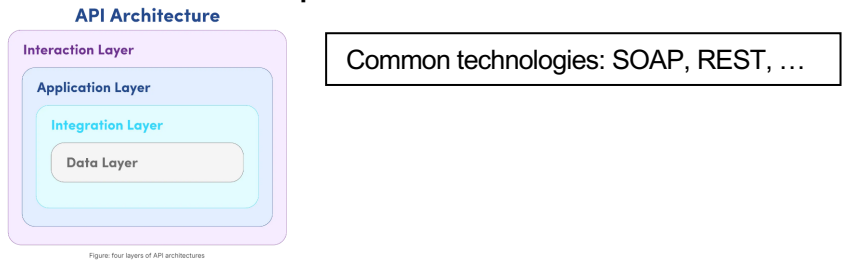 API Architecture
Interaction Layer
Application Layer
Integration Layer
Data Layer
Figure: four layers of API architectures
Common technologies: SOAP, REST, …